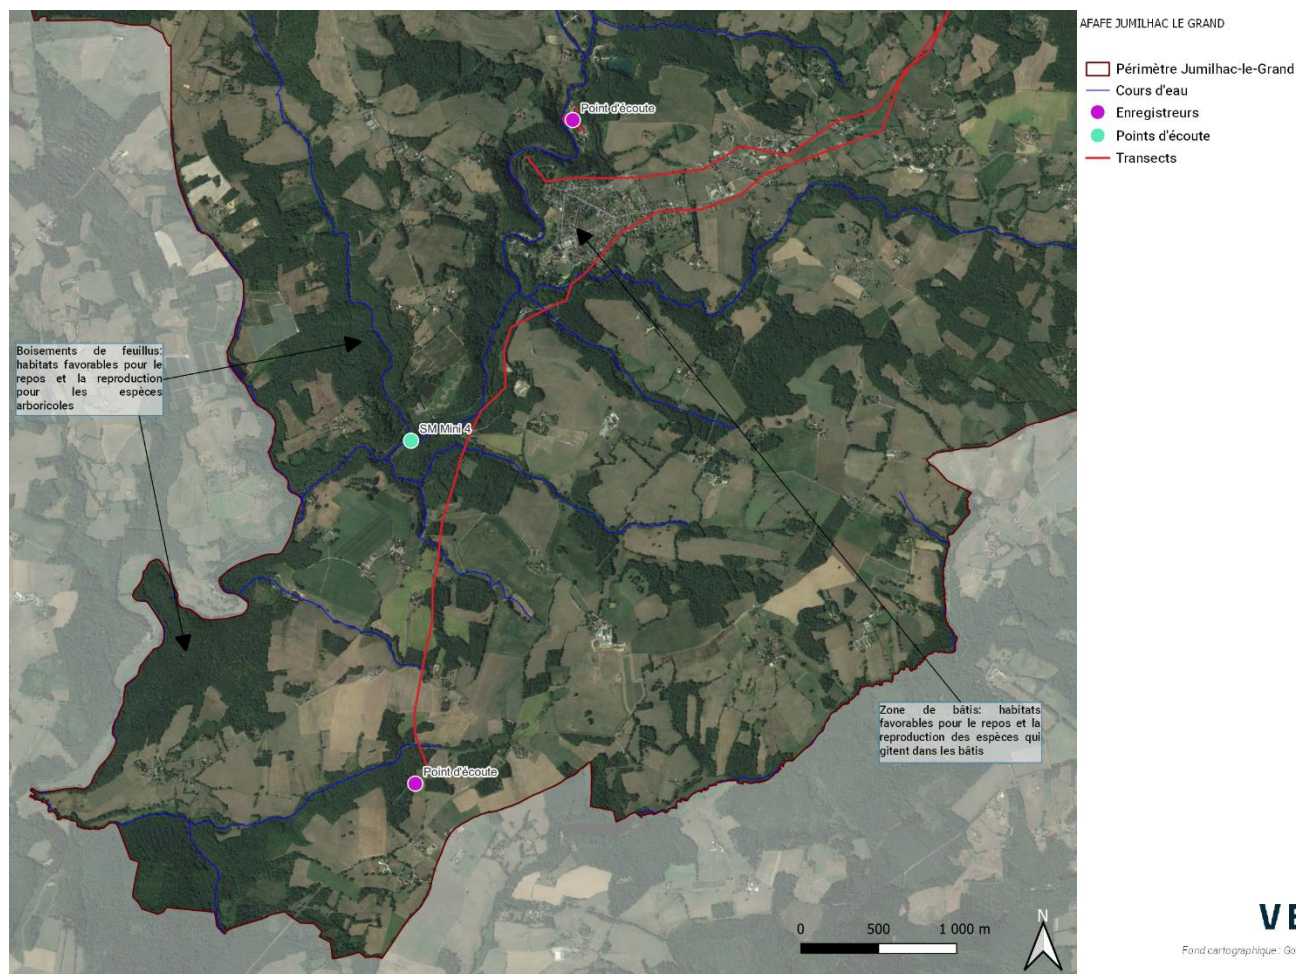 AFAFE JUMILHAC LE GRAND
Périmètre Jumilhac-le-Grand
Cours d'eau
Enregistreurs
Points d'écoute
Transects
Point d'écoute
Boisements de feuillus:
habitats favorables pour le
repos et la reproduction
pour les espèces
arboricoles
SM Mini 4
Zone de bâtis: habitats
favorables pour le repos et la
reproduction des espèces qui
gitent dans les bâtis
Point d'écoute
0 500 1 000 m
N
VE
Fond cartographique : Go